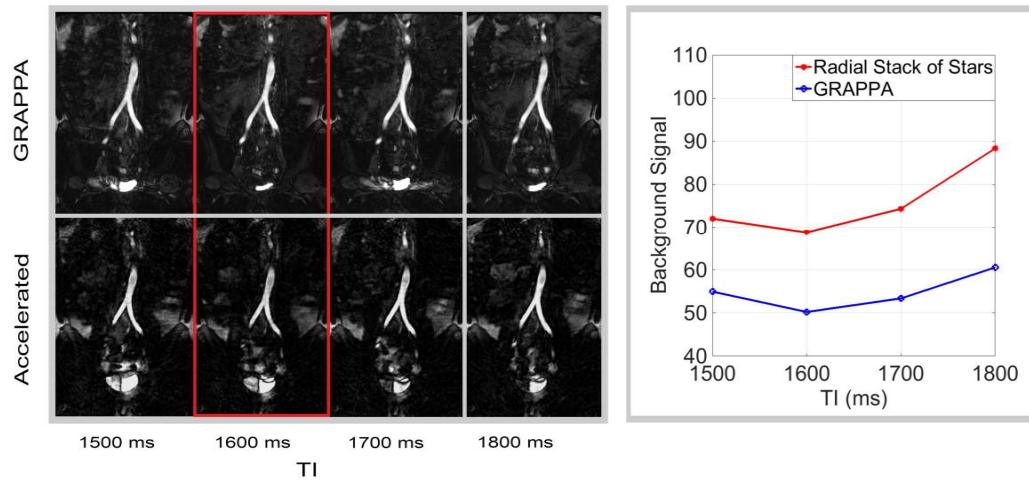 GRAPPA
Accelerated
1500 ms
1600 ms
1700 ms
1800 ms
TI
Background Signal
110
100
90
80
70
60
50
40
1500
1600
1700
1800
TI (ms)
Radial Stack of Stars
GRAPPA